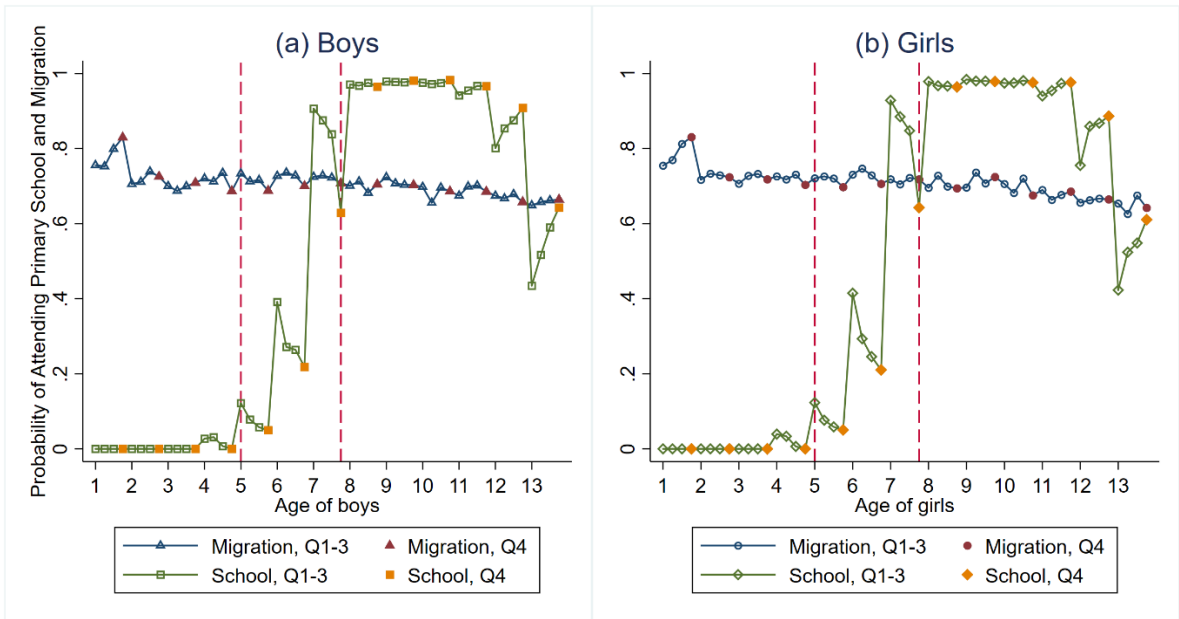 (a) Boys
Probability of Attending Primary School and Migration
1
.8
.6
.4
.2
0
1 2 3 4 5 6 7 8 9 10 11 12 13
Age of boys
Migration, Q1-3 Migration, Q4
School, Q1-3 School, Q4
(b) Girls
1
.8
.6
.4
.2
0
1 2 3 4 5 6 7 8 9 10 11 12 13
Age of girls
Migration, Q1-3 Migration, Q4
School, Q1-3 School, Q4